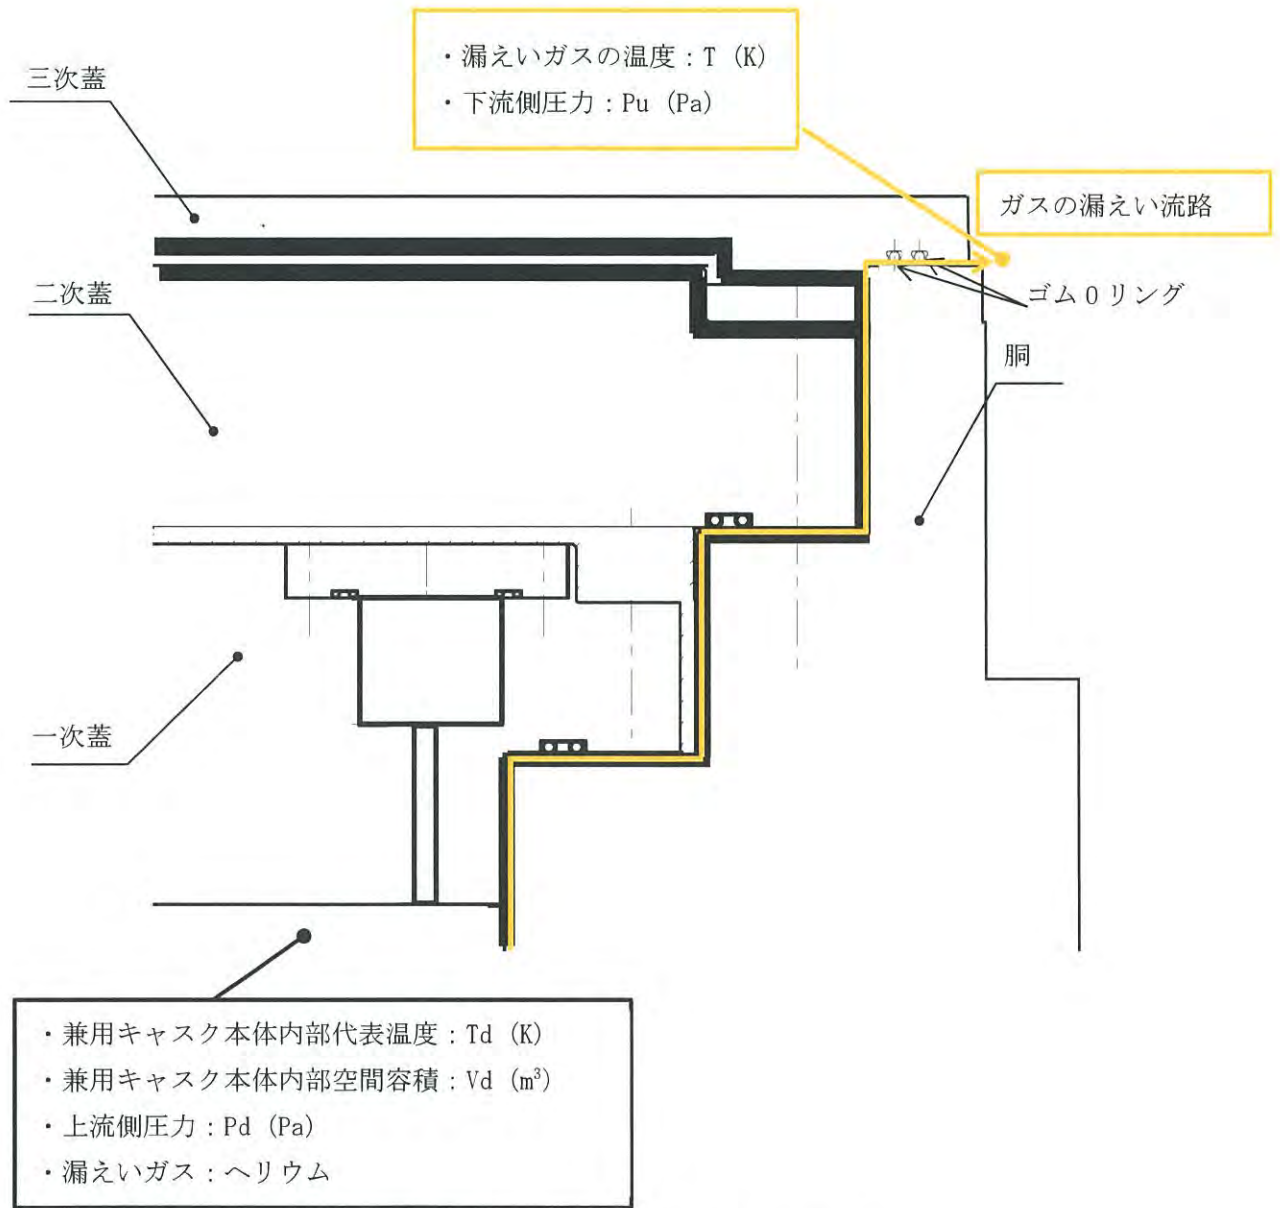 ・漏えいガスの温度：T (K)
・下流側圧力：Pu (Pa)
三次蓋
ガスの漏えい流路
ゴムOリング
二次蓋
胴
一次蓋
・兼用キャスク本体内部代表温度：Td (K)
・兼用キャスク本体内部空間容積：Vd (m³)
・上流側圧力：Pd (Pa)
・漏えいガス：ヘリウム